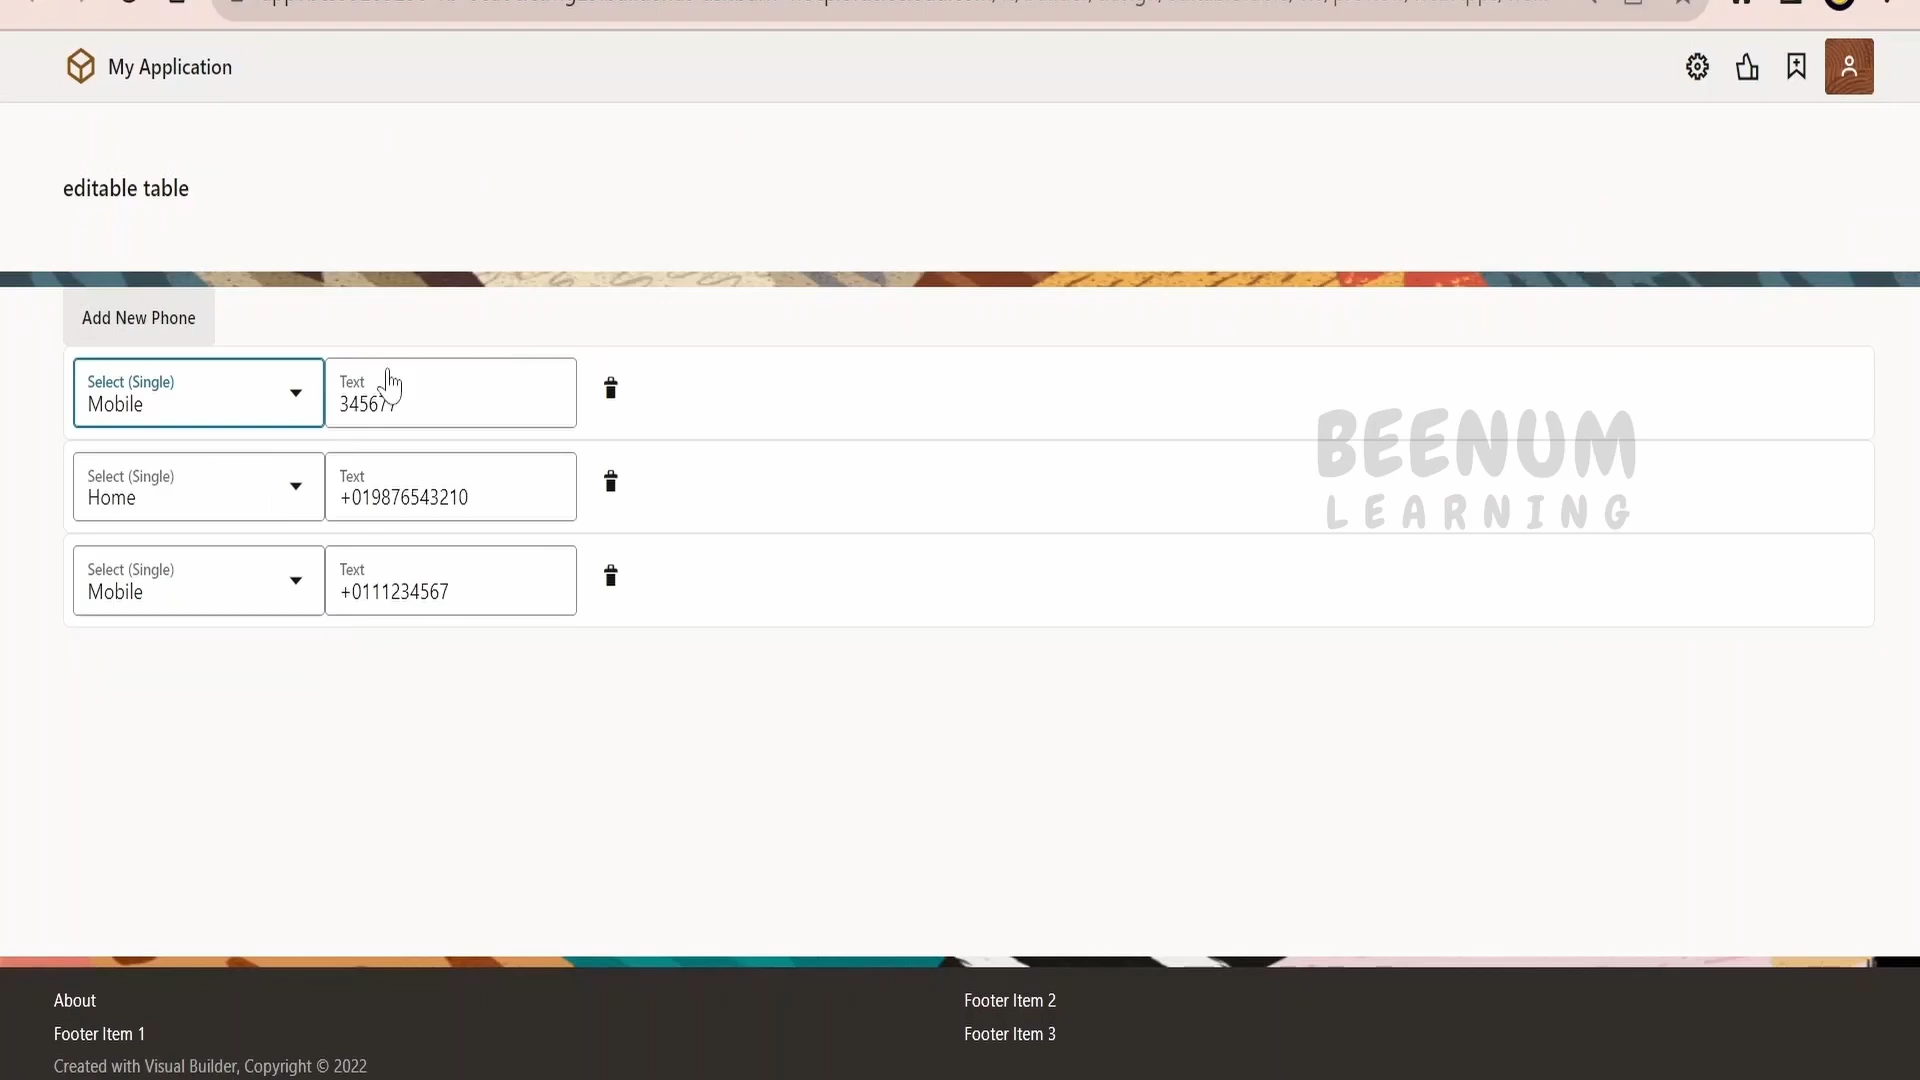 My Application
editable table
Add New Phone
Select (Single)
Mobile
Text
Select (Single)
Home
Text
+019876543210
Select (Single)
Mobile
Text
+0111234567
BEENUM
LEARNING
About
Footer Item 1
Footer Item 2
Footer Item 3
Created with Visual Builder, Copyright © 2022